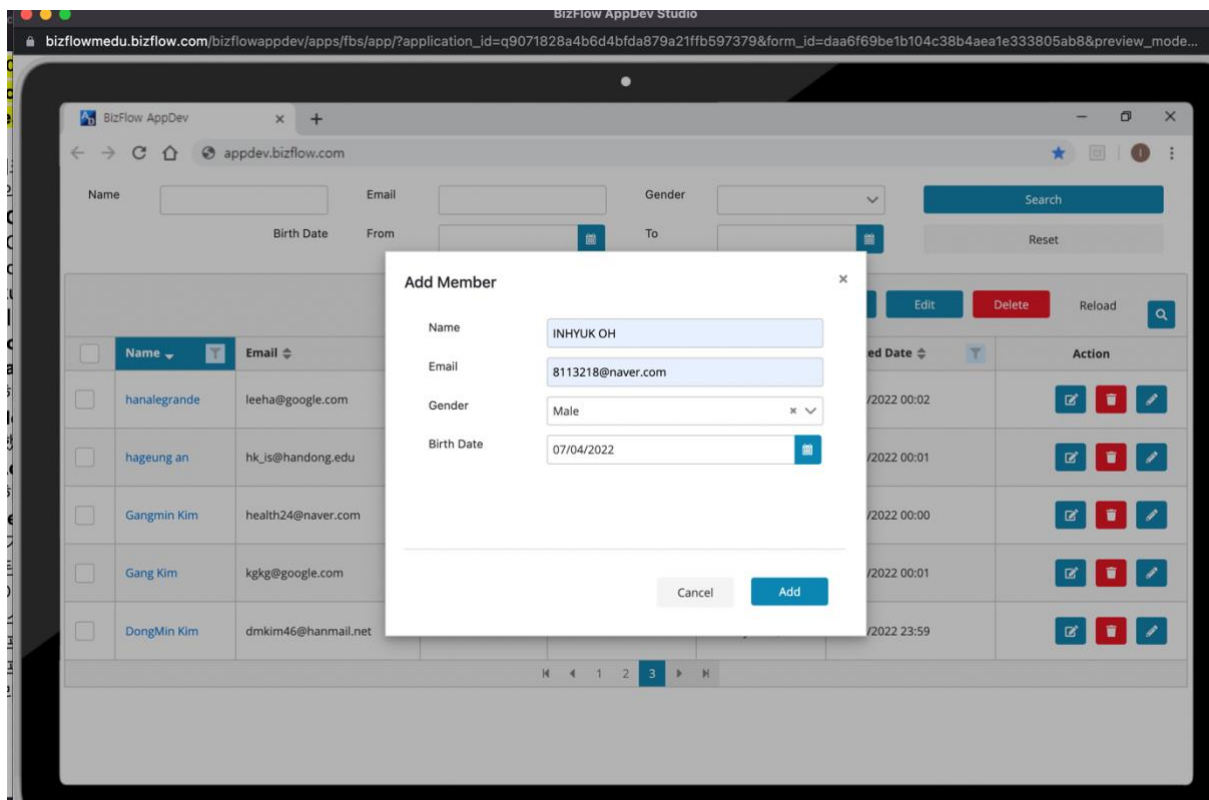 BizFlow AppDev Studio
bizflowmedu.bizflow.com/bizflowappdev/apps/fbs/app/?application_id=q9071828a4b6d4bfda879a21ffb597379&form_id=daa6f69be1b104c38b4aea1e333805ab8&preview_mode...
BizFlow AppDev
appdev.bizflow.com
Name Email Gender Search
Birth Date From To Reset
Add Member
Edit Delete Reload
Name INHYUK OH
Email 8113218@naver.com
Gender Male
Birth Date 07/04/2022
Cancel Add
Name Email ed Date Action
hanalegrande leeha@google.com /2022 00:02
hageung an hk_is@handong.edu /2022 00:01
Gangmin Kim health24@naver.com /2022 00:00
Gang Kim kgkg@google.com /2022 00:01
DongMin Kim dmkim46@hanmail.net /2022 23:59
1 2 3